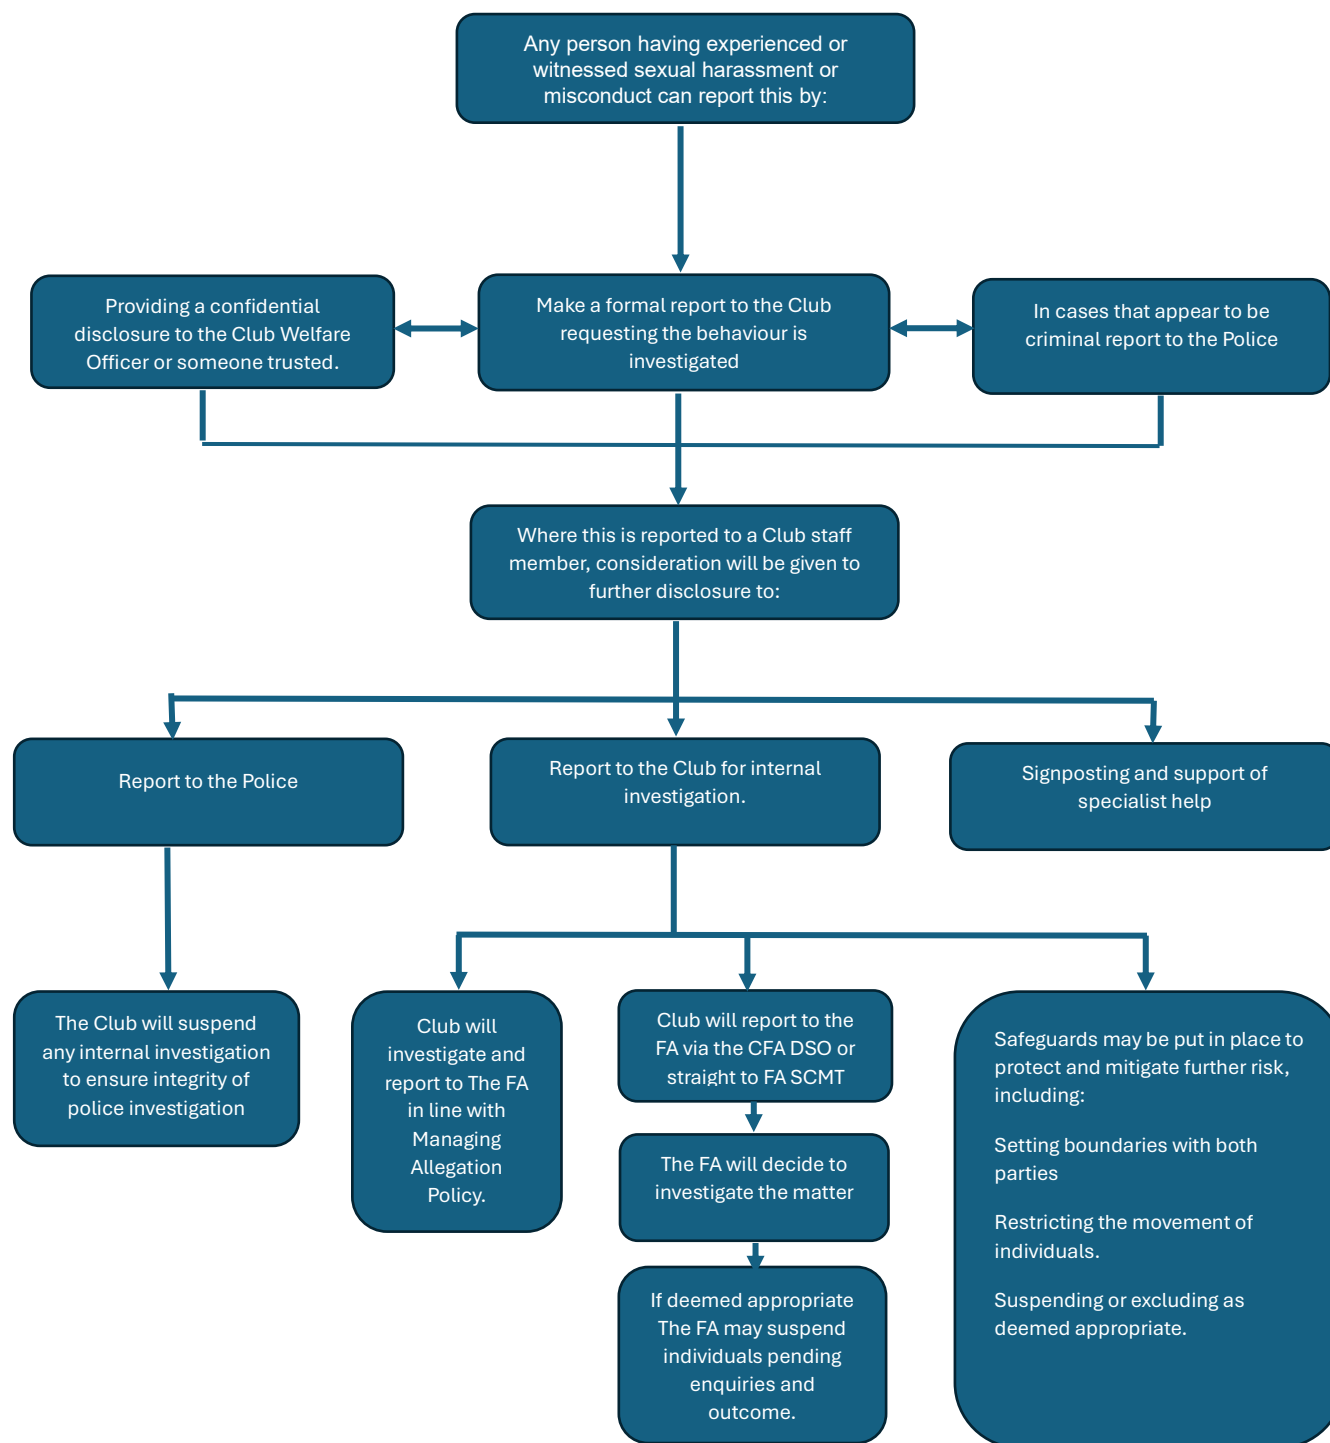 Any person having experienced or
witnessed sexual harassment or
misconduct can report this by:
Providing a confidential
disclosure to the Club Welfare
Officer or someone trusted.
Make a formal report to the Club
requesting the behaviour is
investigated
In cases that appear to be
criminal report to the Police
Where this is reported to a Club staff
member, consideration will be given to
further disclosure to:
Report to the Police
Report to the Club for internal
investigation.
Signposting and support of
specialist help
The Club will suspend
any internal investigation
to ensure integrity of
police investigation
Club will
investigate and
report to The FA
in line with
Managing
Allegation
Policy.
Club will report to the
FA via the CFA DSO or
straight to FA SCMT
The FA will decide to
investigate the matter
If deemed appropriate
The FA may suspend
individuals pending
enquiries and
outcome.
Safeguards may be put in place to
protect and mitigate further risk,
including:
Setting boundaries with both
parties
Restricting the movement of
individuals.
Suspending or excluding as
deemed appropriate.